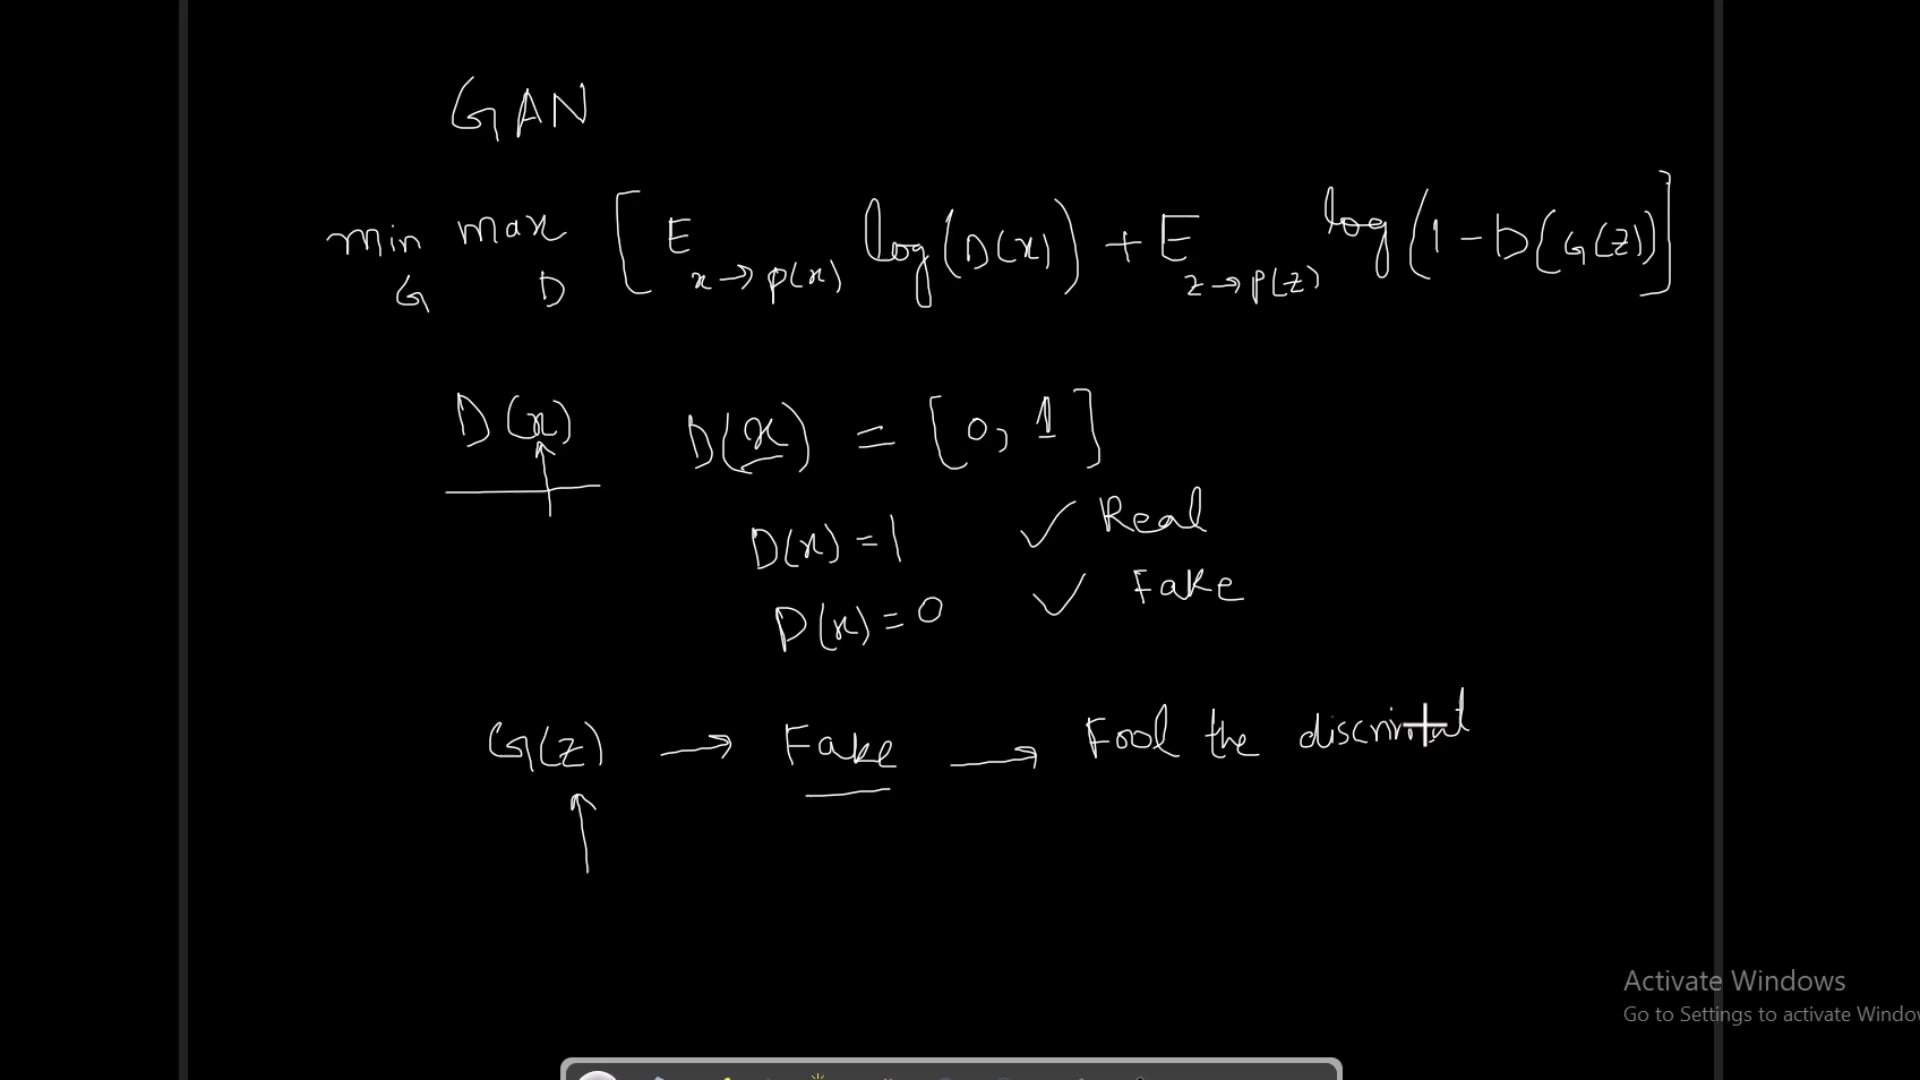 GAN
min max [ E log(D(x)) + E log(1-D(G(z))]
G D x→p(x) z→p(z)
D(x) D(x) = [0, 1]
D(x)=1 ✓ Real
D(x)=0 ✓ Fake
G(z) → Fake → Fool the
Activate Windows
Go to Settings to activate Windo